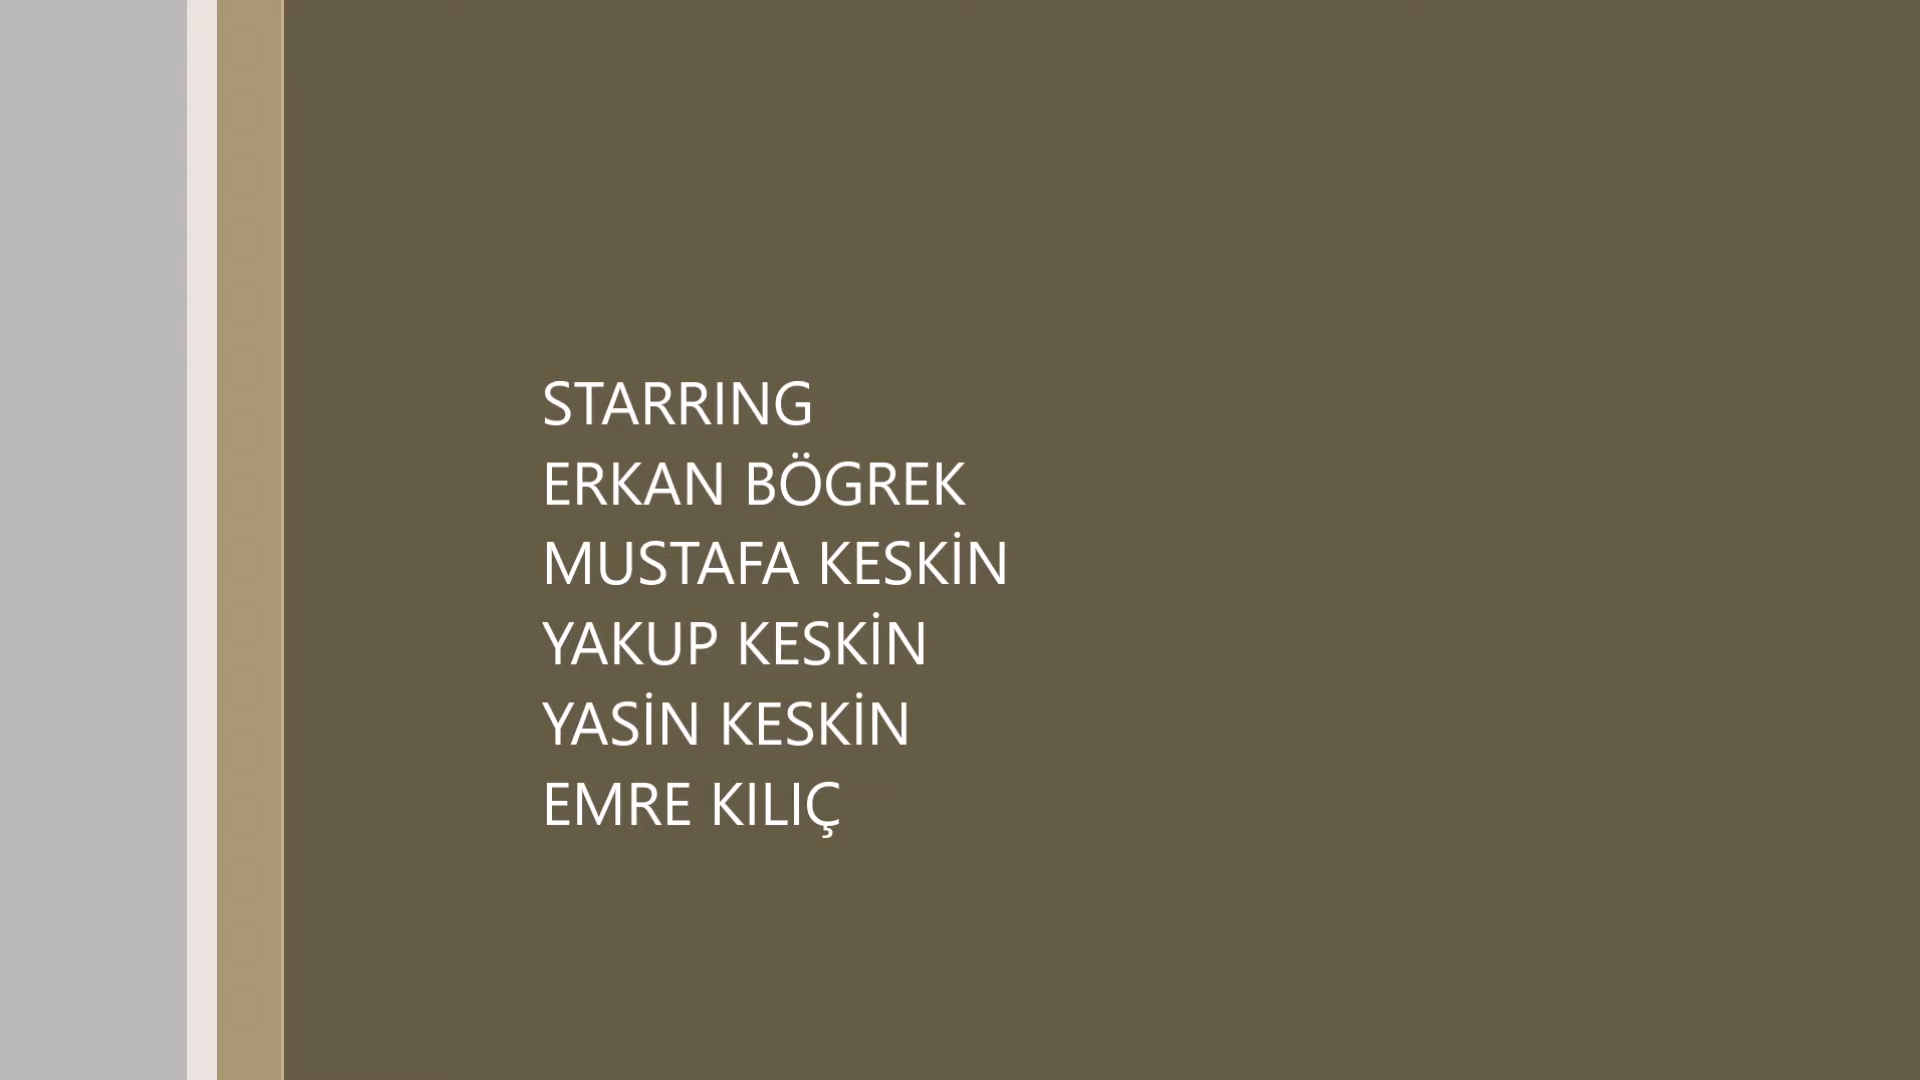 STARRING
ERKAN BÖGREK
MUSTAFA KESKİN
YAKUP KESKİN
YASİN KESKİN
EMRE KILIÇ